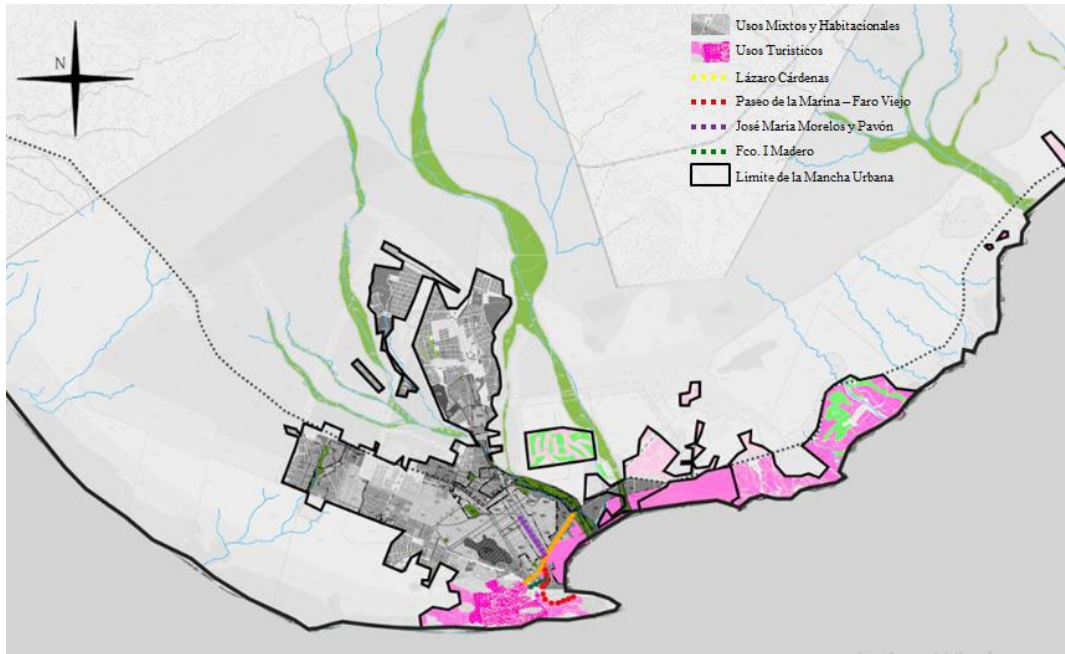 N
Usos Mixtos y Habitacionales
Usos Turísticos
Lázaro Cárdenas
Paseo de la Marina – Faro Viejo
José María Morelos y Pavón
Fco. I Madero
Limite de la Mancha Urbana